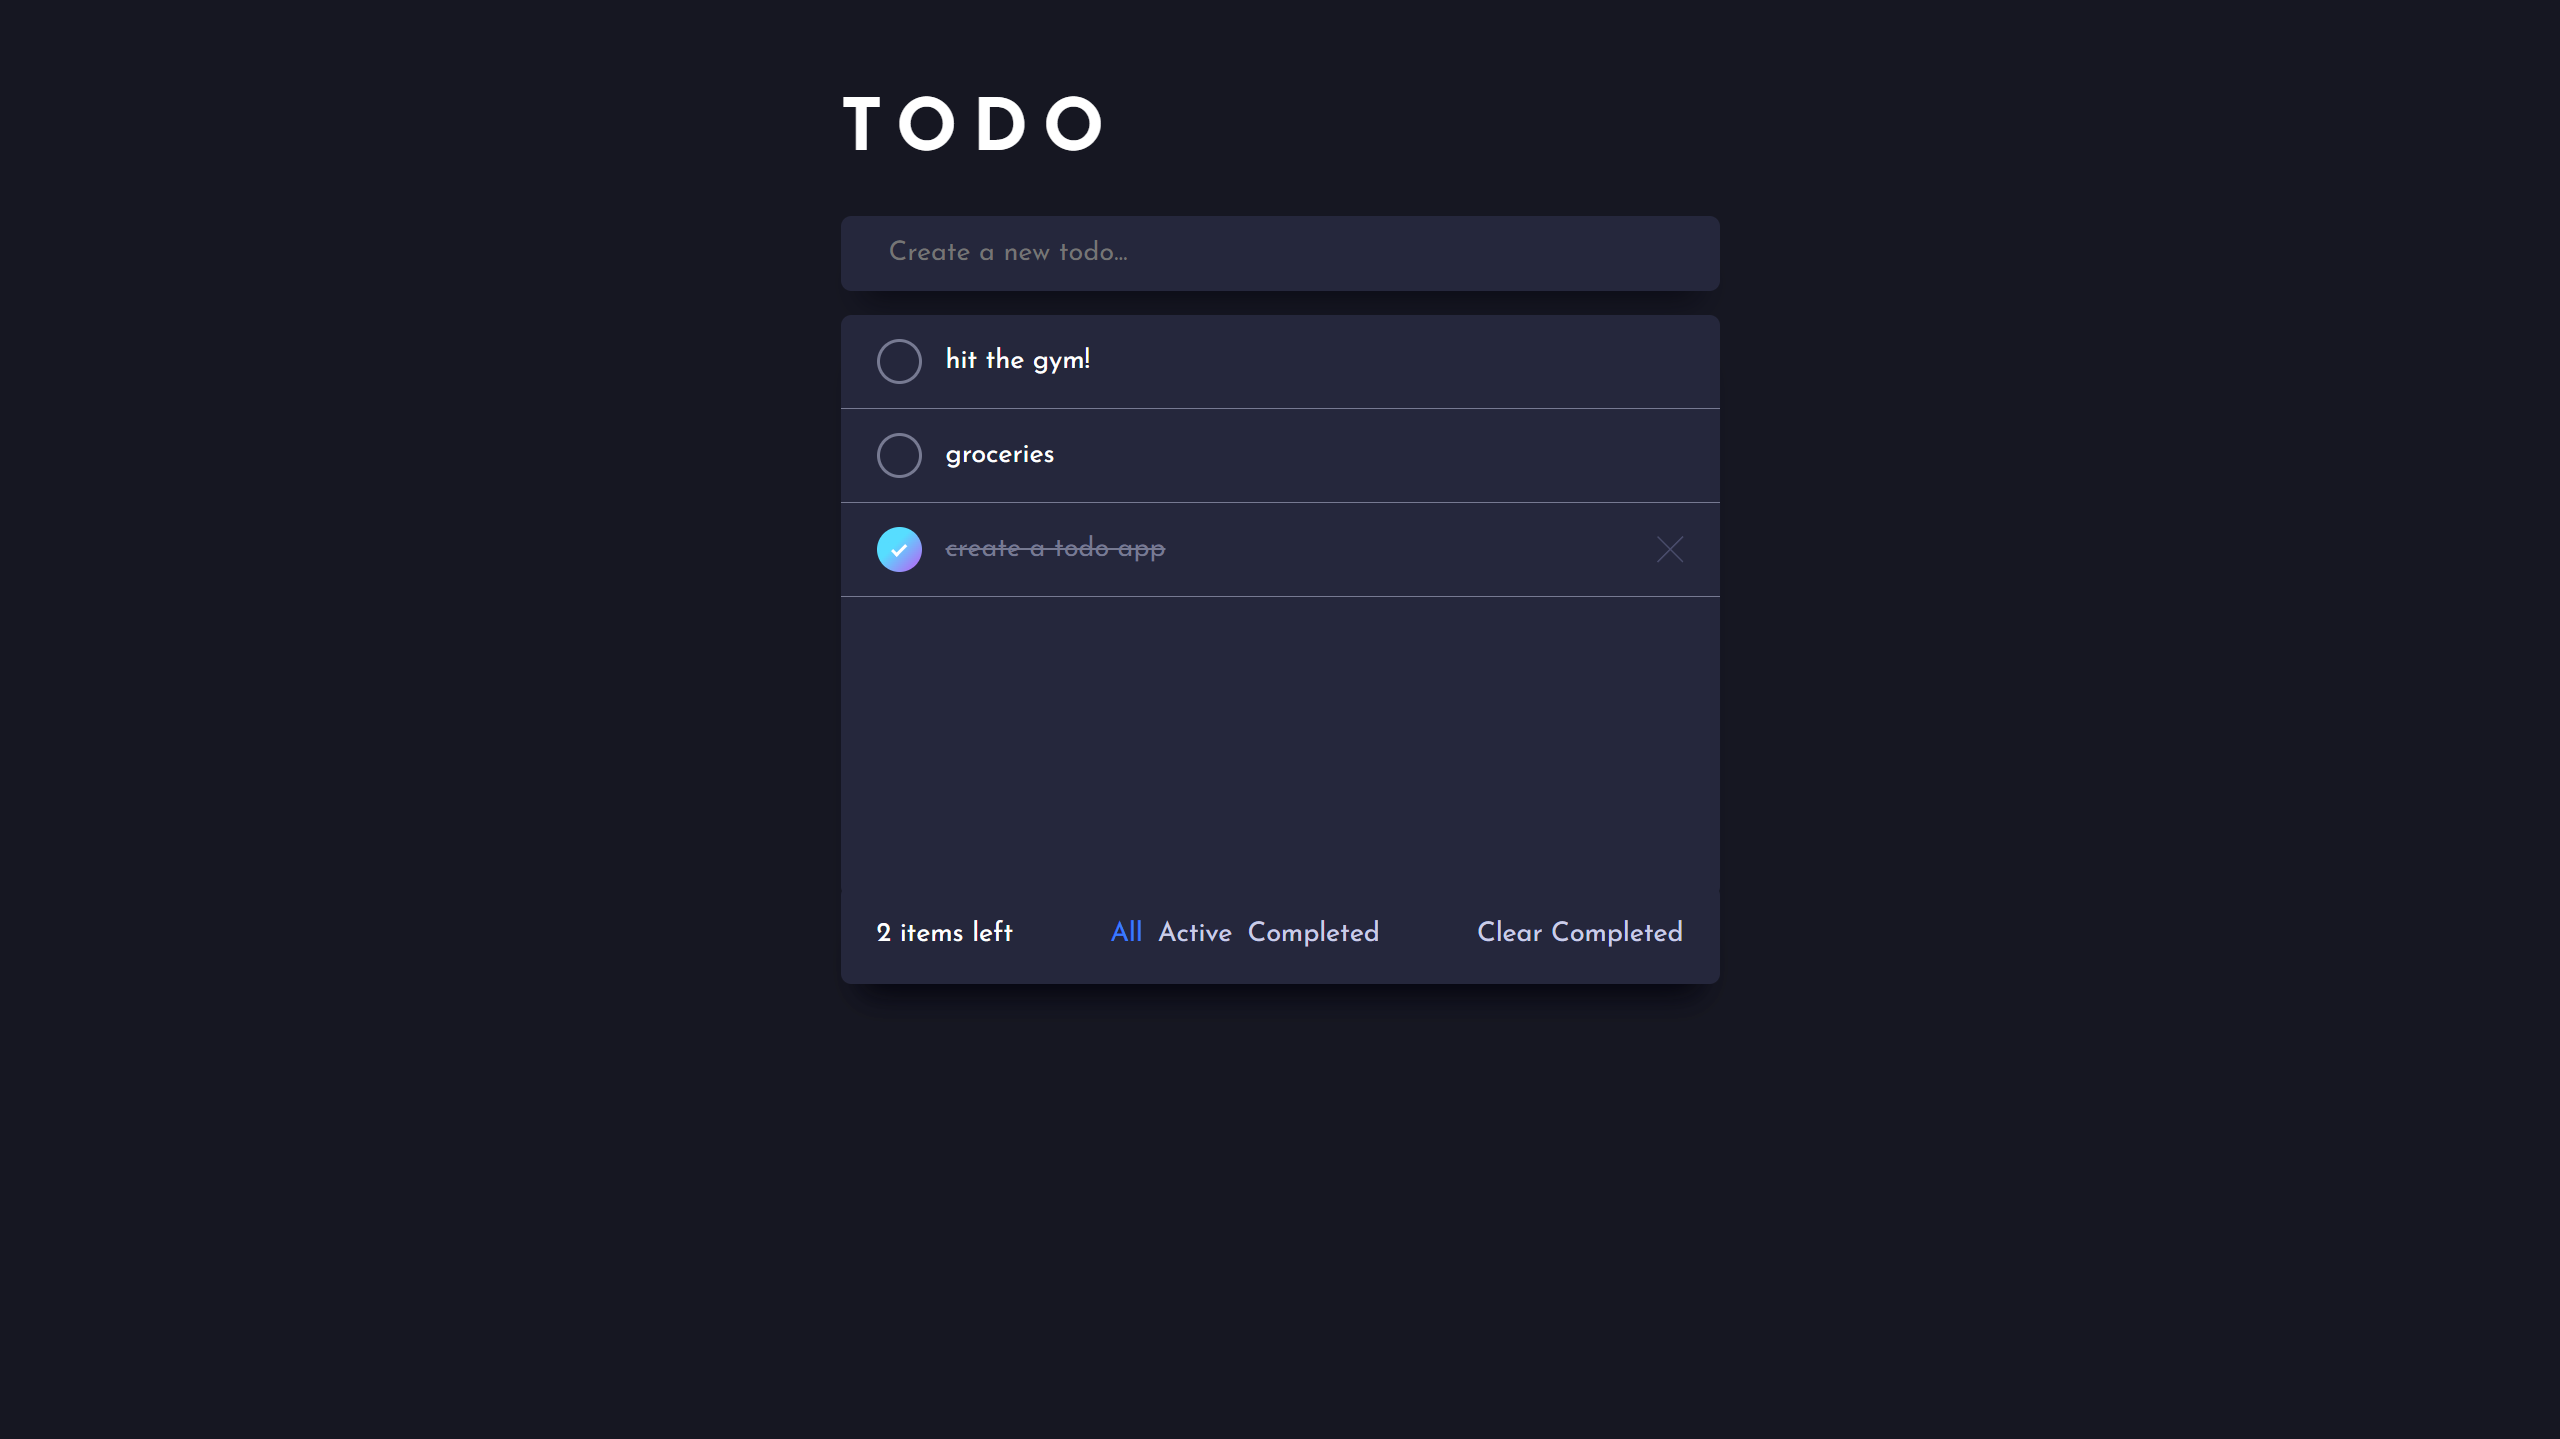 TODO
Create a new todo...
hit the gym!
groceries
create a todo app
2 items left All Active Completed Clear Completed